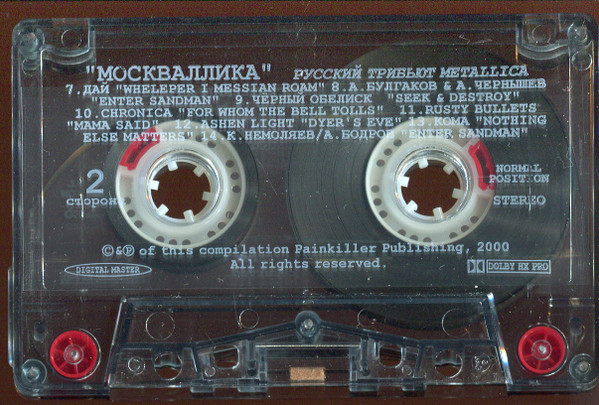 "МОСКВАЛЛИКА" РУССКИЙ ТРИБЬЮТ METALLICA
7.ДАЙ "WHELEPER I MESSIAN ROAM" 8.А.БУЛГАКОВ & А.ЧЕРНЫШЕВ
"ENTER SANDMAN" 9.ЧЕРНЫЙ ОБЕЛИСК "SEEK & DESTROY"
10.CHRONICA "FOR WHOM THE BELL TOLLS" 11.RUSTY BULLETS
"MAMA SAID" 12.ASHEN LIGHT "DYER'S EVE" 13.КОМА "NOTHING
ELSE MATTERS" 14.К.НЕМОЛЯЕВ/А.БОДРОВ "ENTER SANDMAN"
2
сторона
NORMAL
POSITION
STEREO
©&℗ of this compilation Painkiller Publishing, 2000
All rights reserved.
DIGITAL MASTER
DOLBY HX PRO